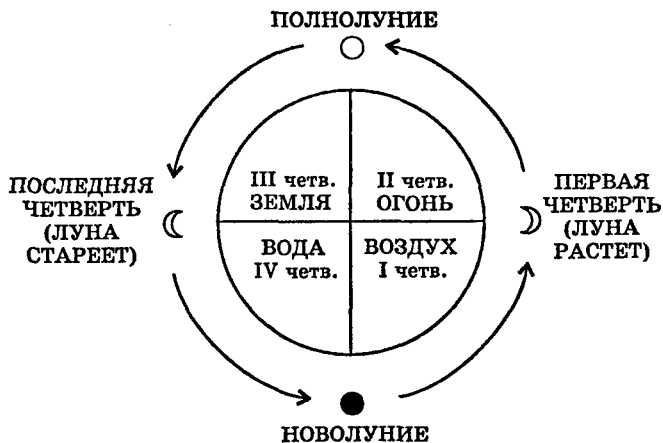 ПОЛНОЛУНИЕ
ПОСЛЕДНЯЯ
ЧЕТВЕРТЬ
(ЛУНА
СТАРЕЕТ)
III четв.
ЗЕМЛЯ
II четв.
ОГОНЬ
ПЕРВАЯ
ЧЕТВЕРТЬ
(ЛУНА
РАСТЕТ)
ВОДА
IV четв.
ВОЗДУХ
I четв.
НОВОЛУНИЕ